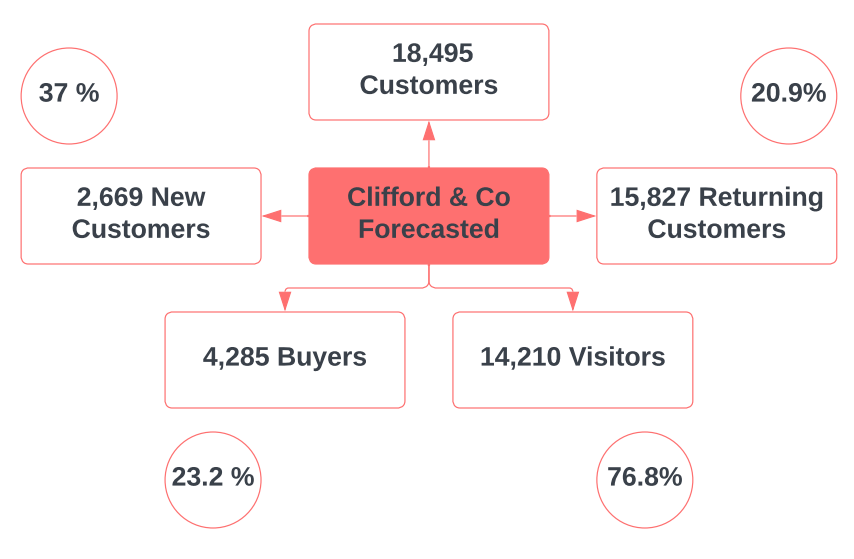 18,495
Customers
37 %
20.9%
2,669 New
Customers
Clifford & Co
Forecasted
15,827 Returning
Customers
4,285 Buyers
14,210 Visitors
23.2 %
76.8%